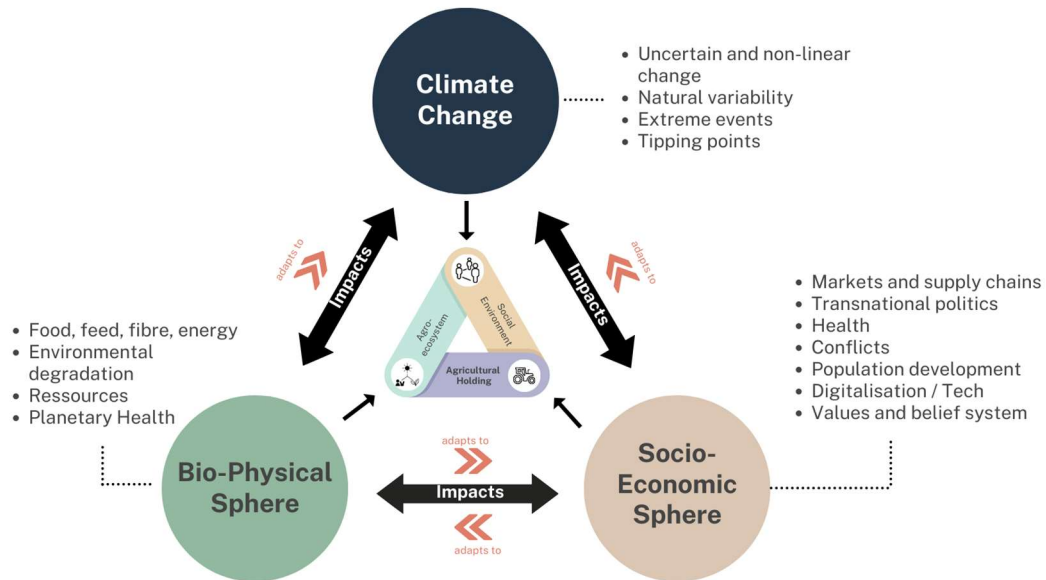 Climate
Change
• Uncertain and non-linear
change
• Natural variability
• Extreme events
• Tipping points
adapts to
Impacts
Impacts
adapts to
Social
Environment
Agro-
ecosystem
Agricultural
Holding
• Markets and supply chains
• Transnational politics
• Health
• Conflicts
• Population development
• Digitalisation / Tech
• Values and belief system
• Food, feed, fibre, energy
• Environmental
degradation
• Ressources
• Planetary Health
Bio-Physical
Sphere
adapts to
Impacts
adapts to
Socio-
Economic
Sphere